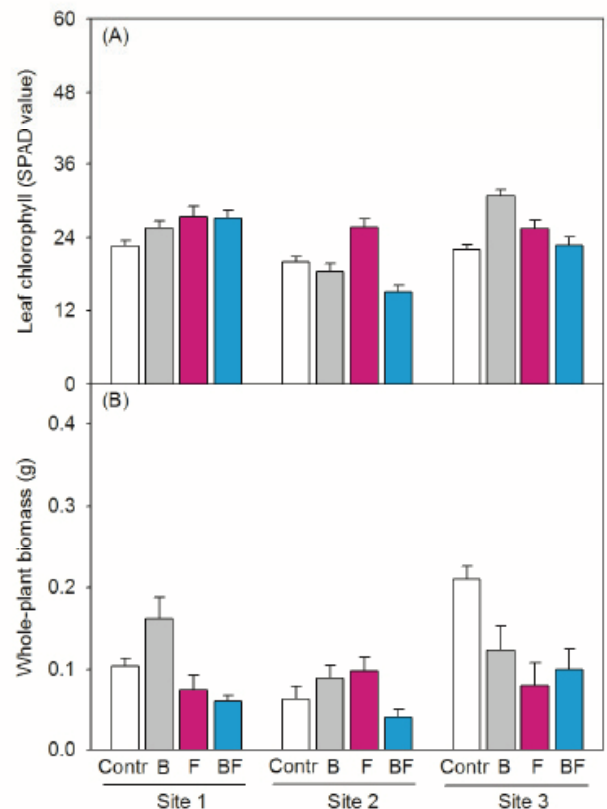 (A)
Leaf chlorophyll (SPAD value)
60
48
36
24
12
0
(B)
Whole-plant biomass (g)
0.4
0.3
0.2
0.1
0.0
Contr B F BF Contr B F BF Contr B F BF
Site 1 Site 2 Site 3